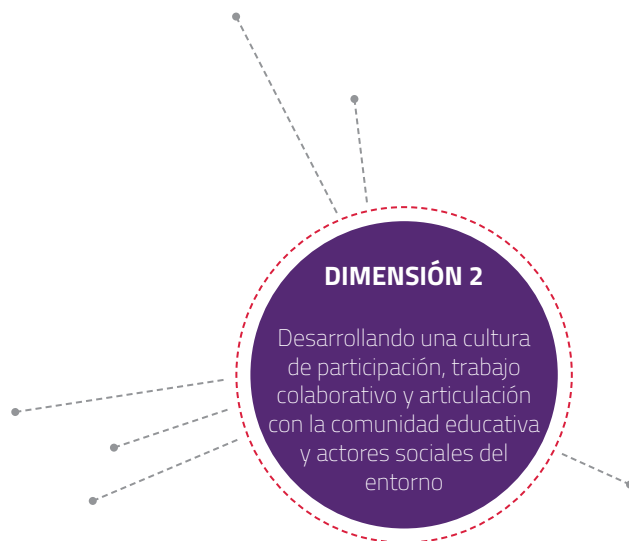 DIMENSIÓN 2
Desarrollando una cultura
de participación, trabajo
colaborativo y articulación
con la comunidad educativa
y actores sociales del
entorno